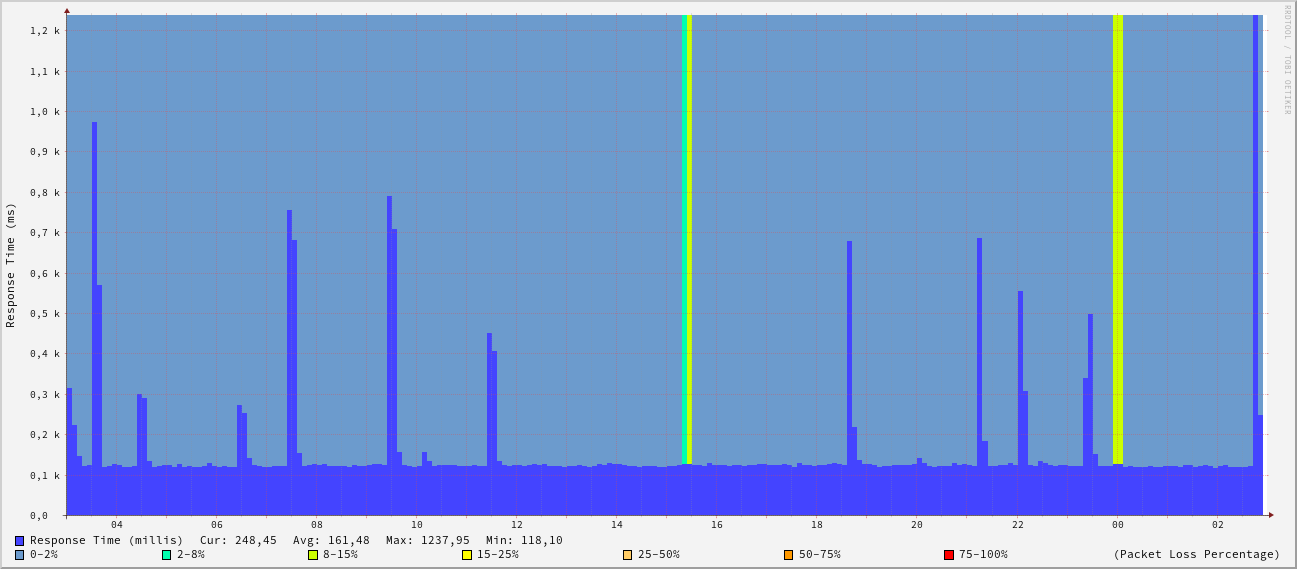 RRDTOOL / TOBI OETIKER
Response Time (ms)
1,2 k
1,1 k
1,0 k
0,9 k
0,8 k
0,7 k
0,6 k
0,5 k
0,4 k
0,3 k
0,2 k
0,1 k
0,0
04 06 08 10 12 14 16 18 20 22 00 02
Response Time (millis) Cur: 248,45 Avg: 161,48 Max: 1237,95 Min: 118,10
0-2% 2-8% 8-15% 15-25% 25-50% 50-75% 75-100% (Packet Loss Percentage)